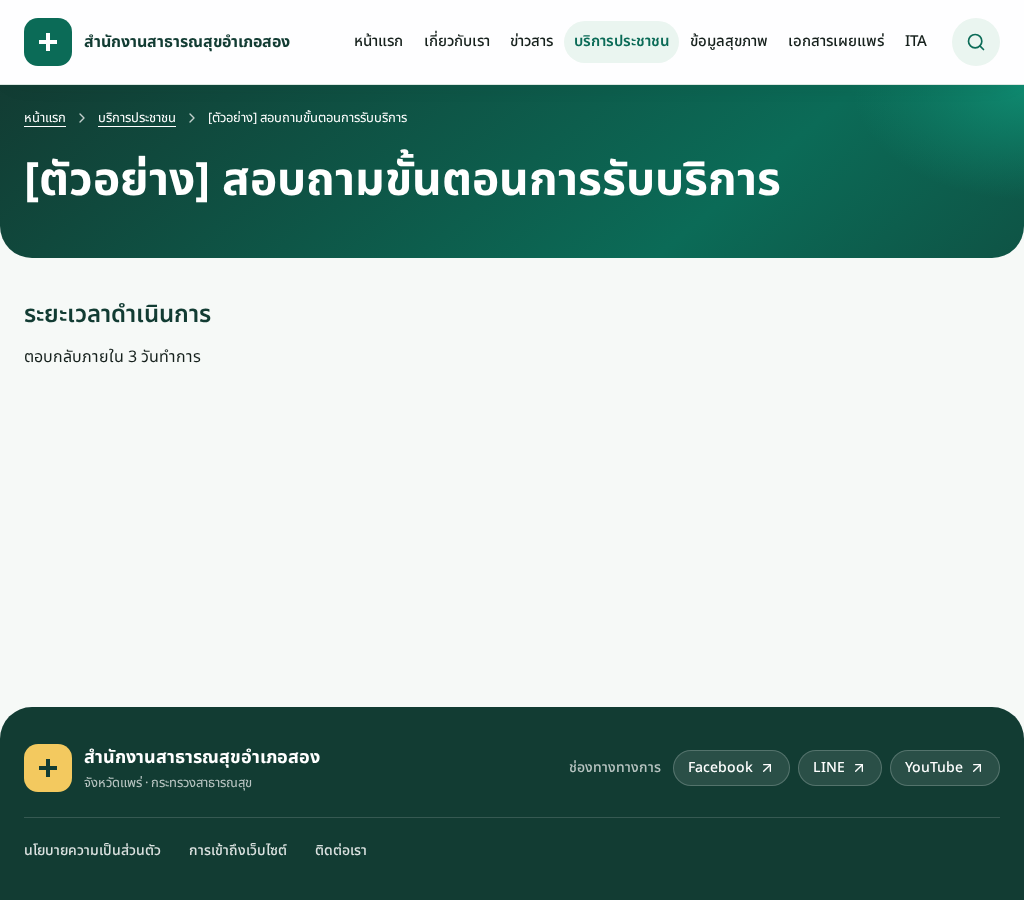 สำนักงานสาธารณสุขอำเภอสอง
หน้าแรก เกี่ยวกับเรา ข่าวสาร บริการประชาชน ข้อมูลสุขภาพ เอกสารเผยแพร่ ITA
หน้าแรก บริการประชาชน [ตัวอย่าง] สอบถามขั้นตอนการรับบริการ
[ตัวอย่าง] สอบถามขั้นตอนการรับบริการ
ระยะเวลาดำเนินการ
ตอบกลับภายใน 3 วันทำการ
สำนักงานสาธารณสุขอำเภอสอง
จังหวัดแพร่ · กระทรวงสาธารณสุข
ช่องทางทางการ Facebook LINE YouTube
นโยบายความเป็นส่วนตัว การเข้าถึงเว็บไซต์ ติดต่อเรา